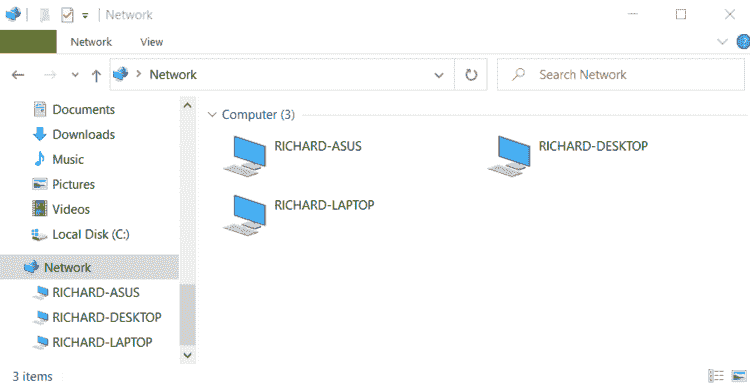 Network
Network View
Network Search Network
Documents
Downloads
Music
Pictures
Videos
Local Disk (C:)
Network
RICHARD-ASUS
RICHARD-DESKTOP
RICHARD-LAPTOP
Computer (3)
RICHARD-ASUS RICHARD-DESKTOP
RICHARD-LAPTOP
3 items